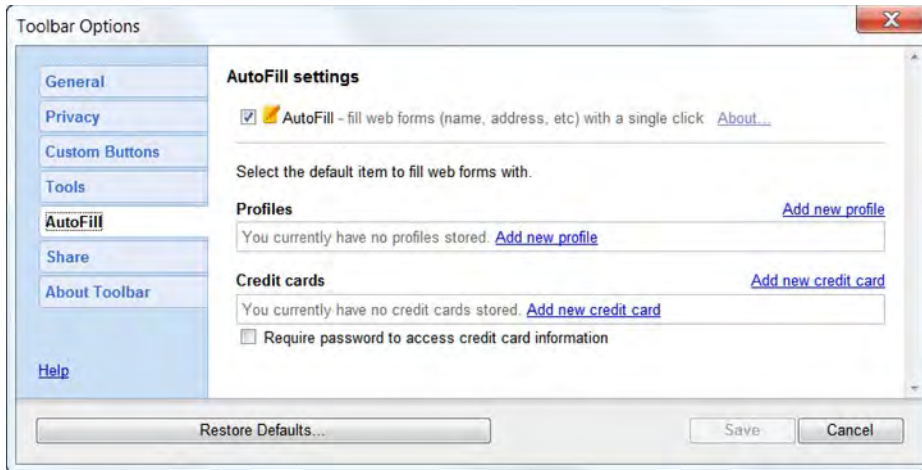 Toolbar Options
General
Privacy
Custom Buttons
Tools
AutoFill
Share
About Toolbar
Help
AutoFill settings
AutoFill - fill web forms (name, address, etc) with a single click About...
Select the default item to fill web forms with.
Profiles Add new profile
You currently have no profiles stored. Add new profile
Credit cards Add new credit card
You currently have no credit cards stored. Add new credit card
Require password to access credit card information
Restore Defaults... Save Cancel